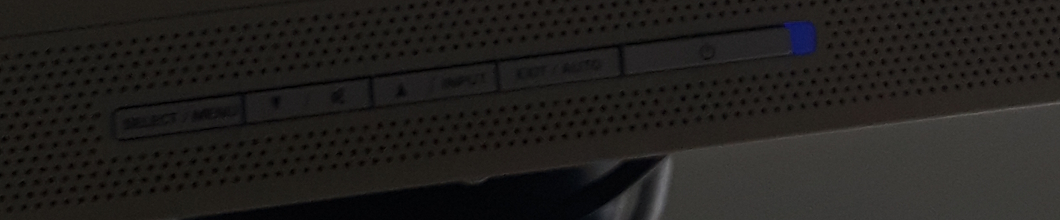 SELECT / MENU ▼ / ▲ / INPUT EXIT / AUTO